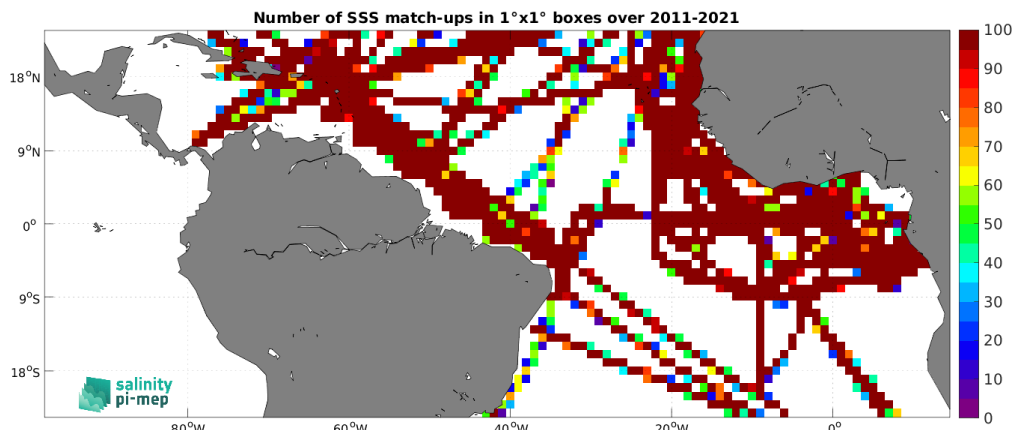 Number of SSS match-ups in 1°x1° boxes over 2011-2021
18°N
9°N
0°
9°S
18°S
80°W
60°W
40°W
20°W
0°
100
90
80
70
60
50
40
30
20
10
0
salinity
pi-mep